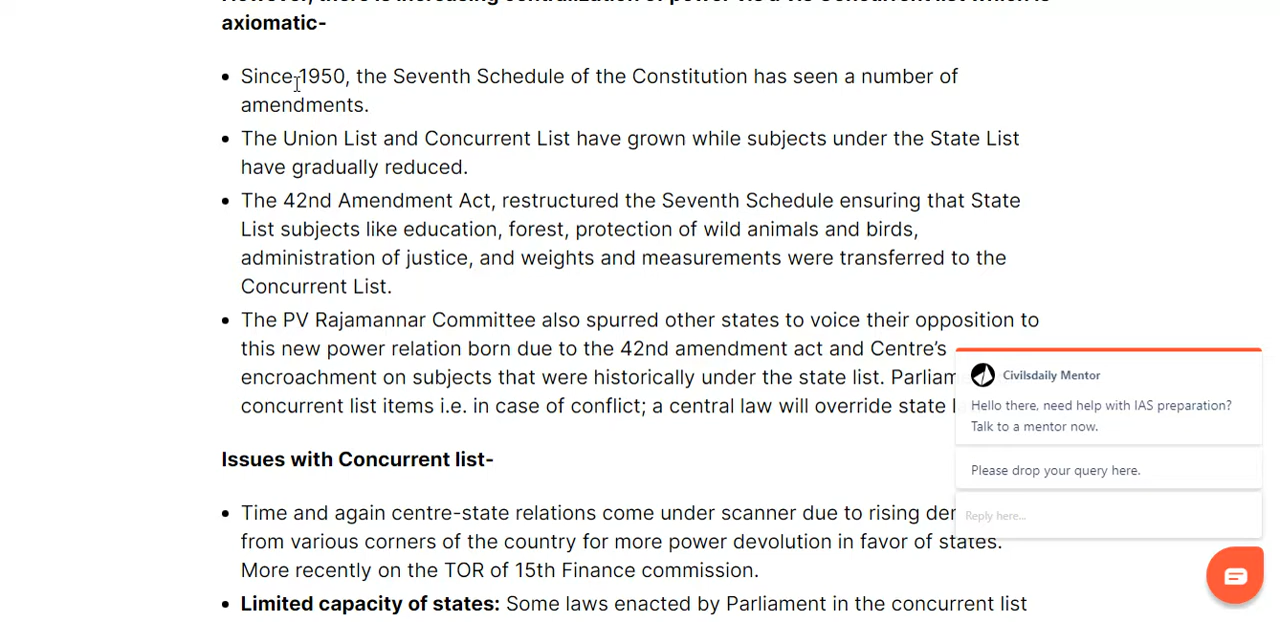 axiomatic-
Since 1950, the Seventh Schedule of the Constitution has seen a number of
amendments.
The Union List and Concurrent List have grown while subjects under the State List
have gradually reduced.
The 42nd Amendment Act, restructured the Seventh Schedule ensuring that State
List subjects like education, forest, protection of wild animals and birds,
administration of justice, and weights and measurements were transferred to the
Concurrent List.
The PV Rajamannar Committee also spurred other states to voice their opposition to
this new power relation born due to the 42nd amendment act and Centre’s
encroachment on subjects that were historically under the state list. Parliam
concurrent list items i.e. in case of conflict; a central law will override state
Issues with Concurrent list-
Time and again centre-state relations come under scanner due to rising
from various corners of the country for more power devolution in favor of states.
More recently on the TOR of 15th Finance commission.
Limited capacity of states: Some laws enacted by Parliament in the concurrent list
Civilsdaily Mentor
Hello there, need help with IAS preparation?
Talk to a mentor now.
Please drop your query here.
Reply here...